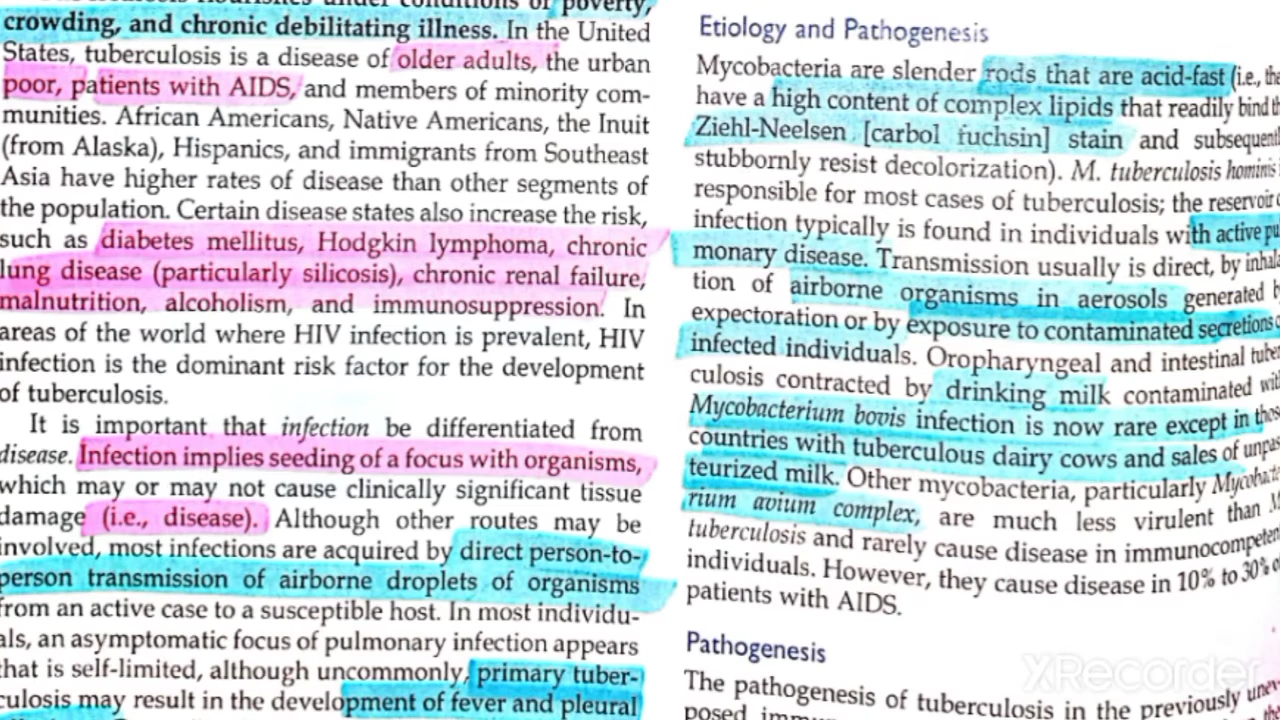 poverty,
crowding, and chronic debilitating illness. In the United
States, tuberculosis is a disease of older adults, the urban
poor, patients with AIDS, and members of minority com-
munities. African Americans, Native Americans, the Inuit
(from Alaska), Hispanics, and immigrants from Southeast
Asia have higher rates of disease than other segments of
the population. Certain disease states also increase the risk,
such as diabetes mellitus, Hodgkin lymphoma, chronic
lung disease (particularly silicosis), chronic renal failure,
malnutrition, alcoholism, and immunosuppression. In
areas of the world where HIV infection is prevalent, HIV
infection is the dominant risk factor for the development
of tuberculosis.
It is important that infection be differentiated from
disease. Infection implies seeding of a focus with organisms,
which may or may not cause clinically significant tissue
damage (i.e., disease). Although other routes may be
involved, most infections are acquired by direct person-to-
person transmission of airborne droplets of organisms
from an active case to a susceptible host. In most individu-
als, an asymptomatic focus of pulmonary infection appears
that is self-limited, although uncommonly, primary tuber-
culosis may result in the development of fever and pleural
Etiology and Pathogenesis
Mycobacteria are slender rods that are acid-fast (i.e., the
have a high content of complex lipids that readily bind th
Ziehl-Neelsen [carbol fuchsin] stain and subsequent
stubbornly resist decolorization). M. tuberculosis hominis
responsible for most cases of tuberculosis; the reservoir o
infection typically is found in individuals with active pu
monary disease. Transmission usually is direct, by inhala
tion of airborne organisms in aerosols generated b
expectoration or by exposure to contaminated secretions
infected individuals. Oropharyngeal and intestinal tuber
culosis contracted by drinking milk contaminated with
Mycobacterium bovis infection is now rare except in those
countries with tuberculous dairy cows and sales of unpas
teurized milk. Other mycobacteria, particularly Mycobacte
rium avium complex, are much less virulent than M
tuberculosis and rarely cause disease in immunocompeten
individuals. However, they cause disease in 10% to 30% o
patients with AIDS.
Pathogenesis
The pathogenesis of tuberculosis in the previously unex
XRecorder